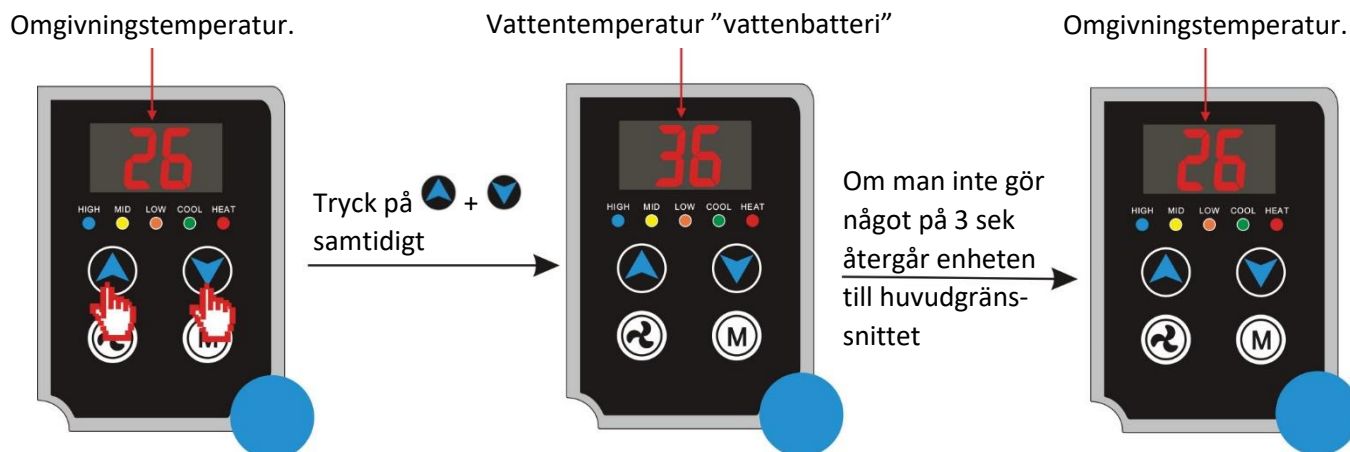 Omgivningstemperatur.
Vattentemperatur ”vattenbatteri”
Omgivningstemperatur.
26
HIGH MID LOW COOL HEAT
M
Tryck på + 
samtidigt
36
HIGH MID LOW COOL HEAT
M
Om man inte gör
något på 3 sek
återgår enheten
till huvudgräns-
snittet
26
HIGH MID LOW COOL HEAT
M